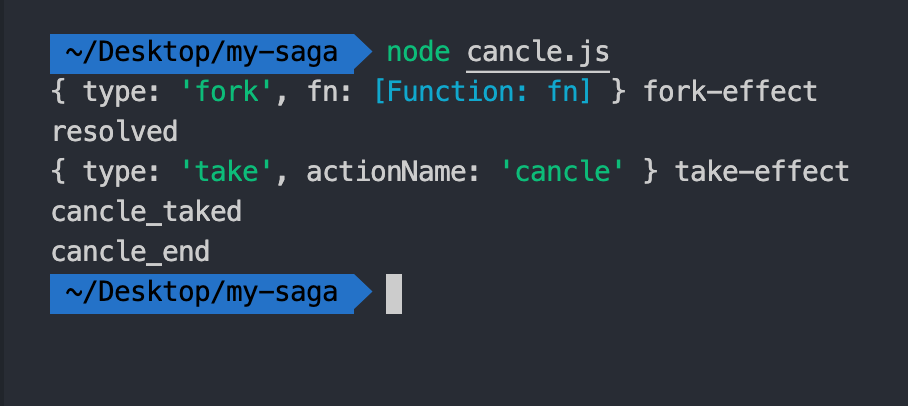 ~/Desktop/my-saga node cancle.js
{ type: 'fork', fn: [Function: fn] } fork-effect
resolved
{ type: 'take', actionName: 'cancle' } take-effect
cancle_taked
cancle_end
~/Desktop/my-saga